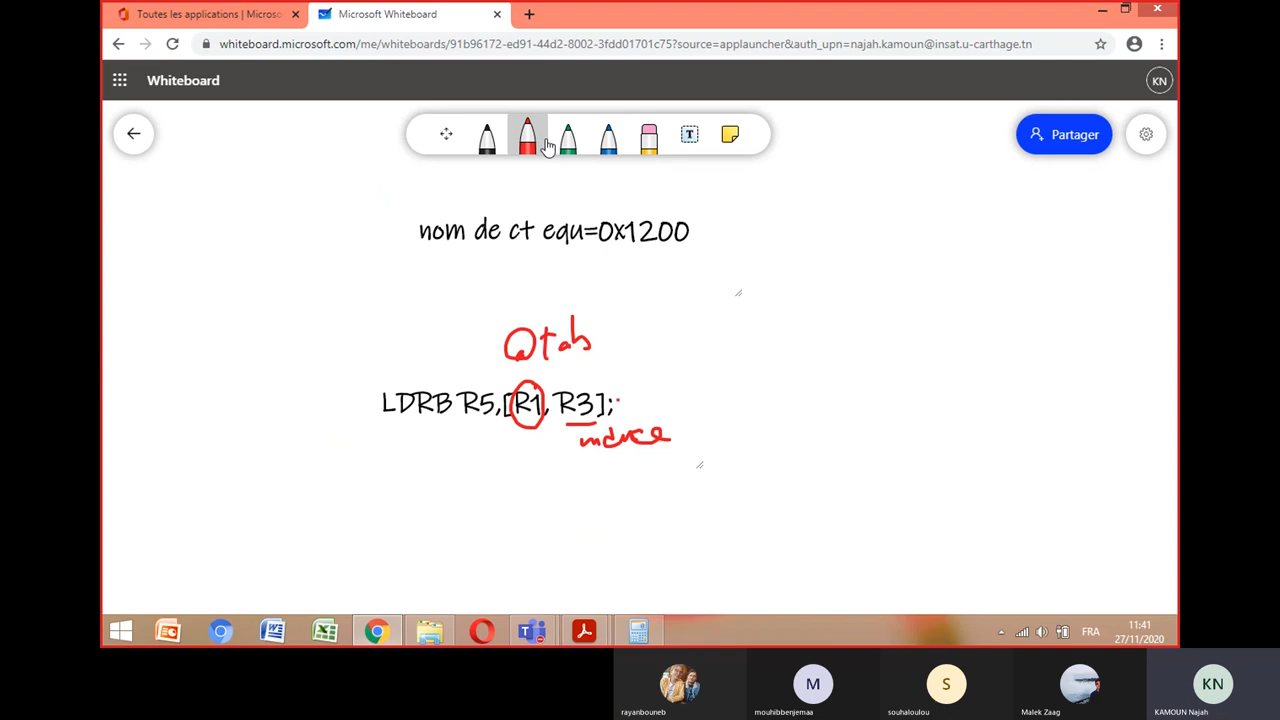 Toutes les applications | Microso
Microsoft Whiteboard
whiteboard.microsoft.com/me/whiteboards/91b96172-ed91-44d2-8002-3fdd01701c75?source=applauncher&auth_upn=najah.kamoun@insat.u-carthage.tn
Whiteboard
KN
T
Partager
nom de ct equ=0x1200
@tab
LDRB R5,[R1,R3];
indice
FRA
11:41
27/11/2020
M
S
KN
rayanbouneb
mouhibbenjemaa
souhaloulou
Malek Zaag
KAMOUN Najah